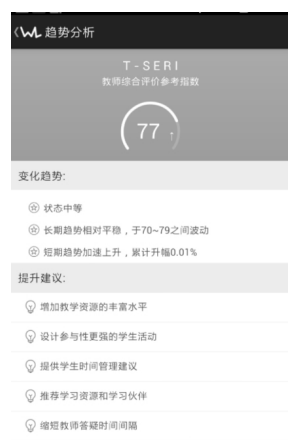 趋势分析
T-SERI
教师综合评价参考指数
77 ↑
变化趋势:
状态中等
长期趋势相对平稳，于70~79之间波动
短期趋势加速上升，累计升幅0.01%
提升建议:
增加教学资源的丰富水平
设计参与性更强的学生活动
提供学生时间管理建议
推荐学习资源和学习伙伴
缩短教师答疑时间间隔